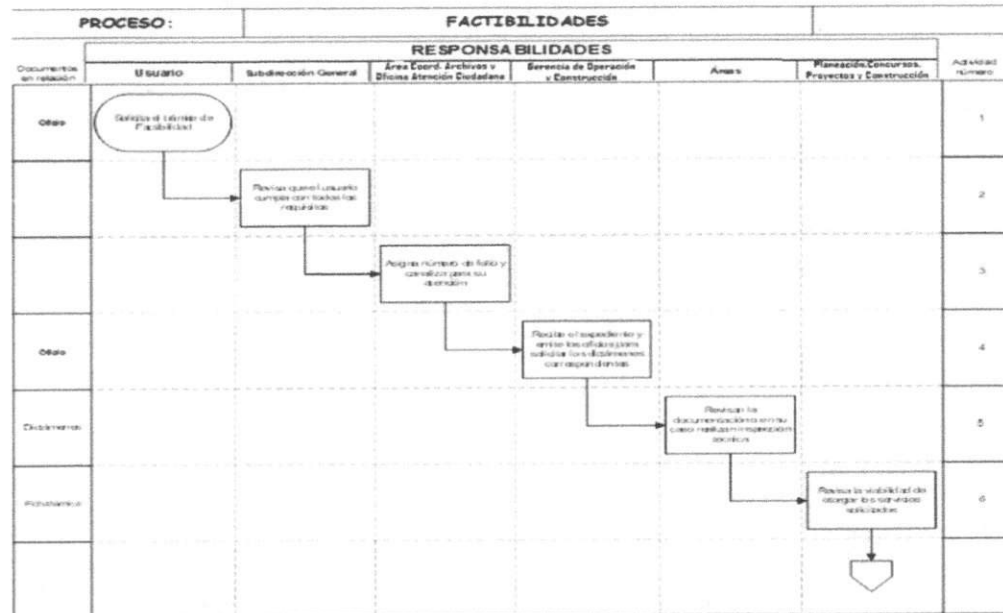 PROCESO:
FACTIBILIDADES
RESPONSABILIDADES
Documentos
en relación
Usuario
Subdirección General
Área Coord. Archivos y
Oficina Atención Ciudadana
Gerencia de Operación
y Construcción
Áreas
Planeación, Concursos,
Proyectos y Construcción
Actividad
número
Oficio
Solicita el trámite de
Factibilidad
1
Revisa que el usuario
cumpla con todos los
requisitos
2
Asigna número de folio y
canaliza para su
atención
3
Oficio
Recibe el expediente y
emite los oficios para
solicitar los dictámenes
correspondientes
4
Dictámenes
Revisan la
documentación o en su
caso realizan inspección
técnica
5
Revisa la viabilidad de
otorgar los servicios
solicitados
6